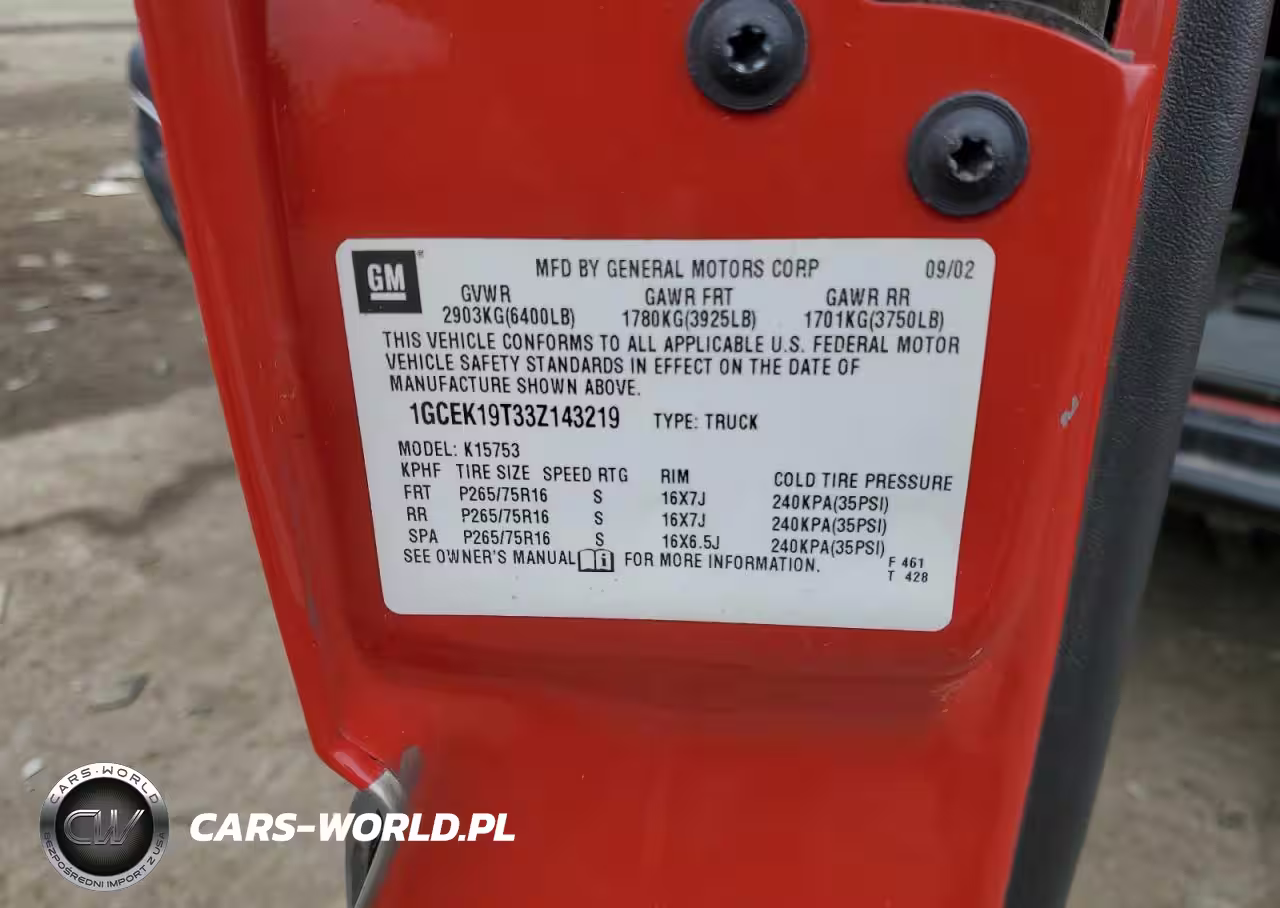 GM
MFD BY GENERAL MOTORS CORP 09/02
GVWR GAWR FRT GAWR RR
2903KG(6400LB) 1780KG(3925LB) 1701KG(3750LB)
THIS VEHICLE CONFORMS TO ALL APPLICABLE U.S. FEDERAL MOTOR
VEHICLE SAFETY STANDARDS IN EFFECT ON THE DATE OF
MANUFACTURE SHOWN ABOVE.
1GCEK19T33Z143219 TYPE: TRUCK
MODEL: K15753
KPHF TIRE SIZE SPEED RTG RIM COLD TIRE PRESSURE
FRT P265/75R16 S 16X7J 240KPA(35PSI)
RR P265/75R16 S 16X7J 240KPA(35PSI)
SPA P265/75R16 S 16X6.5J 240KPA(35PSI)
SEE OWNER'S MANUAL FOR MORE INFORMATION.
F 461
T 428
CARS-WORLD
CW
BEZPOŚREDNI IMPORT Z USA
CARS-WORLD.PL